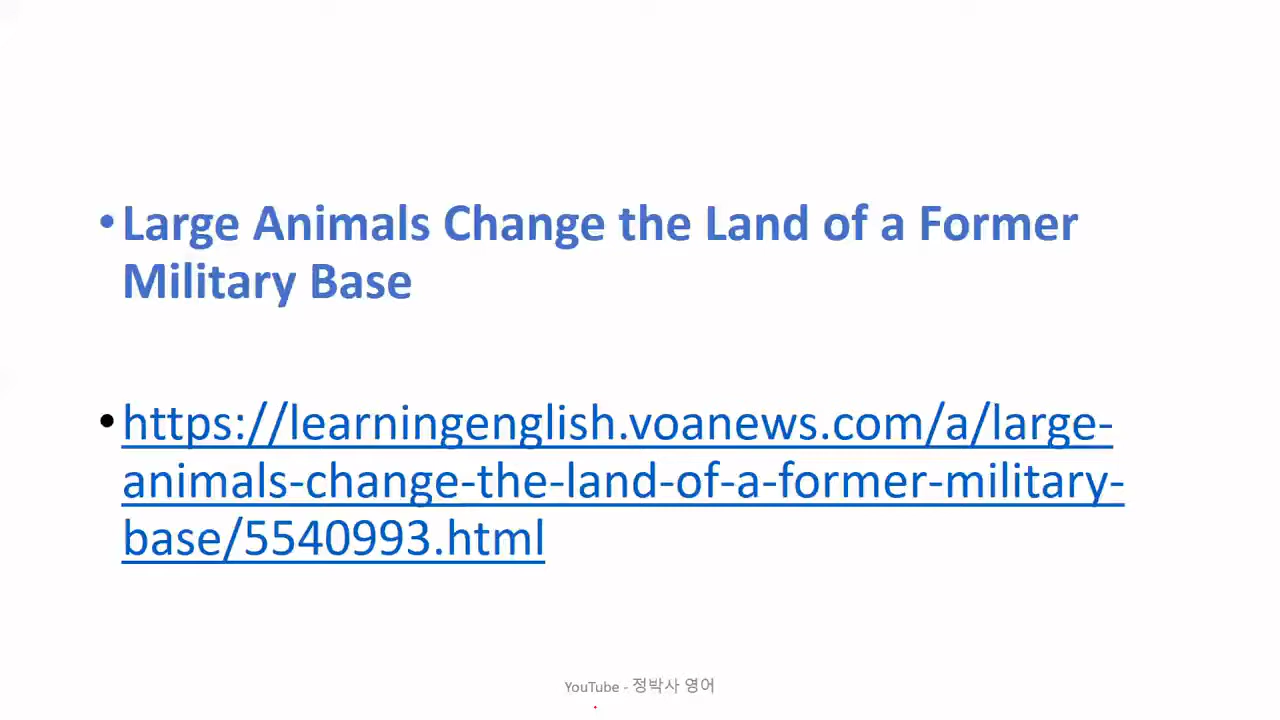 •Large Animals Change the Land of a Former
Military Base
•https://learningenglish.voanews.com/a/large-
animals-change-the-land-of-a-former-military-
base/5540993.html
YouTube - 정박사 영어